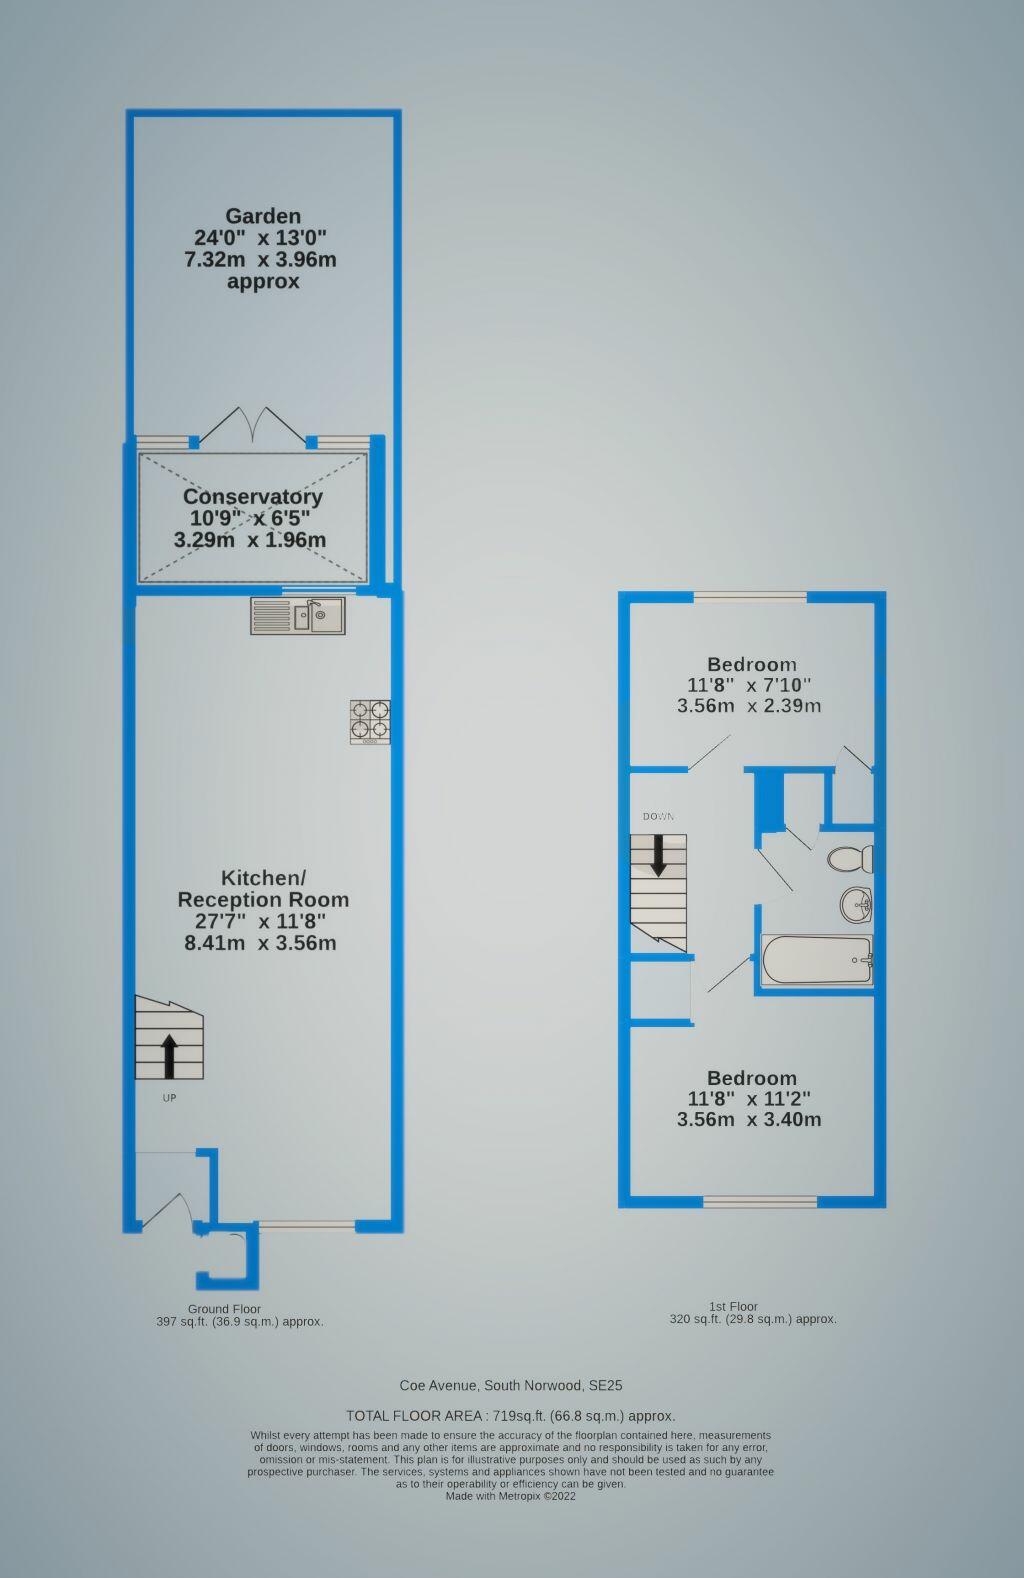 Garden
24'0" x 13'0"
7.32m x 3.96m
approx
Conservatory
10'9" x 6'5"
3.29m x 1.96m
Kitchen/
Reception Room
27'7" x 11'8"
8.41m x 3.56m
UP
Ground Floor
397 sq.ft. (36.9 sq.m.) approx.
Bedroom
11'8" x 7'10"
3.56m x 2.39m
DOWN
Bedroom
11'8" x 11'2"
3.56m x 3.40m
1st Floor
320 sq.ft. (29.8 sq.m.) approx.
Coe Avenue, South Norwood, SE25
TOTAL FLOOR AREA : 719sq.ft. (66.8 sq.m.) approx.
Whilst every attempt has been made to ensure the accuracy of the floorplan contained here, measurements
of doors, windows, rooms and any other items are approximate and no responsibility is taken for any error,
omission or mis-statement. This plan is for illustrative purposes only and should be used as such by any
prospective purchaser. The services, systems and appliances shown have not been tested and no guarantee
as to their operability or efficiency can be given.
Made with Metropix ©2022